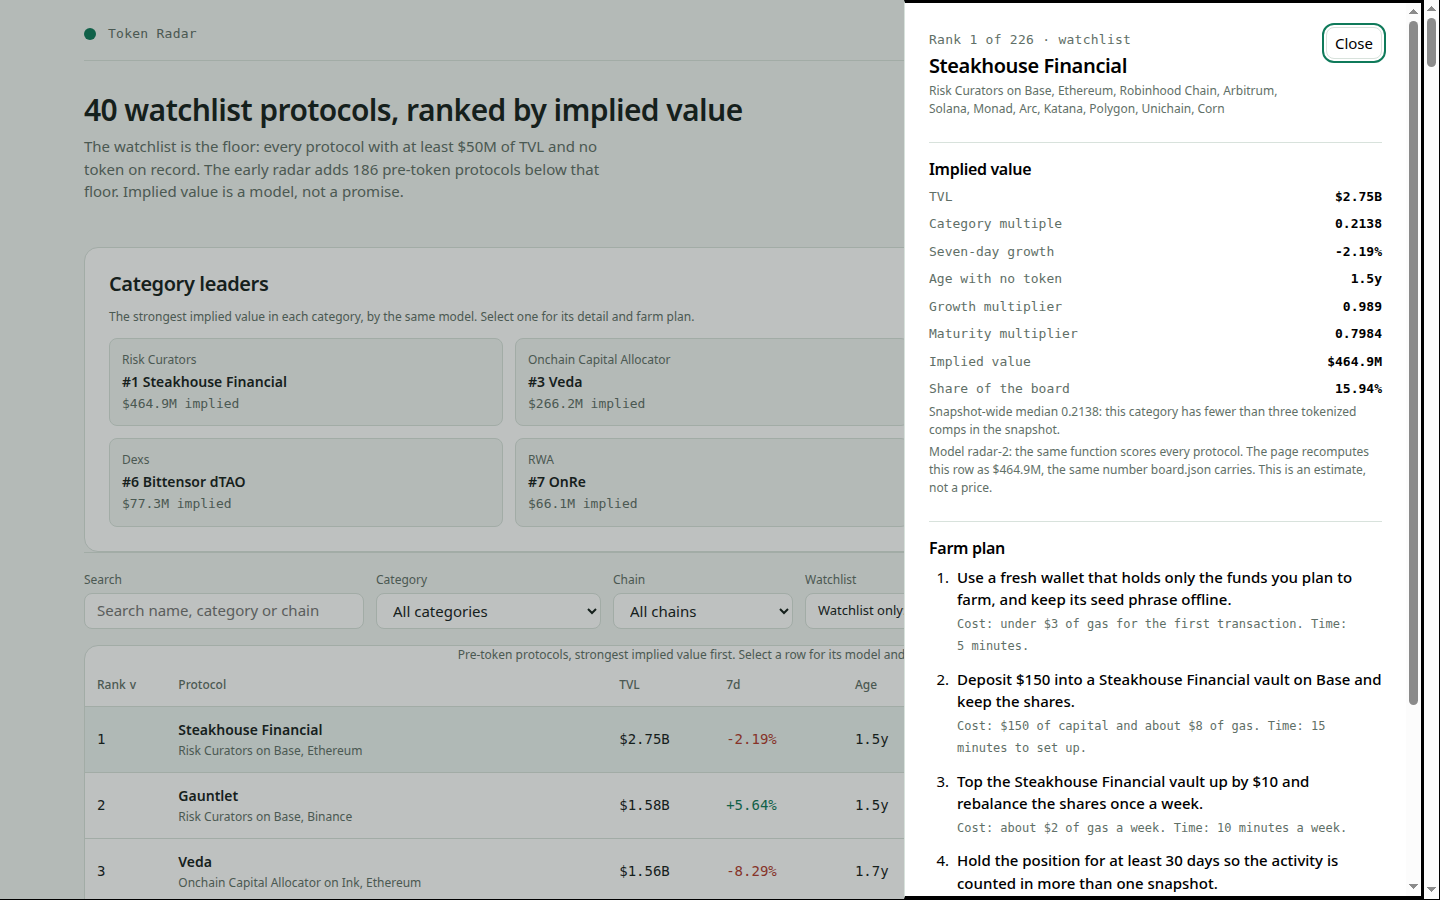 Token Radar
40 watchlist protocols, ranked by implied value
The watchlist is the floor: every protocol with at least $50M of TVL and no
token on record. The early radar adds 186 pre-token protocols below that
floor. Implied value is a model, not a promise.
Category leaders
The strongest implied value in each category, by the same model. Select one for its detail and farm plan.
Risk Curators
#1 Steakhouse Financial
$464.9M implied
Onchain Capital Allocator
#3 Veda
$266.2M implied
Dexs
#6 Bittensor dTAO
$77.3M implied
RWA
#7 OnRe
$66.1M implied
Search
Search name, category or chain
Category
All categories
Chain
All chains
Watchlist
Watchlist only
Pre-token protocols, strongest implied value first. Select a row for its model and
Rank v Protocol TVL 7d Age
1 Steakhouse Financial $2.75B -2.19% 1.5y
Risk Curators on Base, Ethereum
2 Gauntlet $1.58B +5.64% 1.5y
Risk Curators on Base, Binance
3 Veda $1.56B -8.29% 1.7y
Onchain Capital Allocator on Ink, Ethereum
Rank 1 of 226 · watchlist
Close
Steakhouse Financial
Risk Curators on Base, Ethereum, Robinhood Chain, Arbitrum,
Solana, Monad, Arc, Katana, Polygon, Unichain, Corn
Implied value
TVL $2.75B
Category multiple 0.2138
Seven-day growth -2.19%
Age with no token 1.5y
Growth multiplier 0.989
Maturity multiplier 0.7984
Implied value $464.9M
Share of the board 15.94%
Snapshot-wide median 0.2138: this category has fewer than three tokenized
comps in the snapshot.
Model radar-2: the same function scores every protocol. The page recomputes
this row as $464.9M, the same number board.json carries. This is an estimate,
not a price.
Farm plan
1. Use a fresh wallet that holds only the funds you plan to
farm, and keep its seed phrase offline.
Cost: under $3 of gas for the first transaction. Time:
5 minutes.
2. Deposit $150 into a Steakhouse Financial vault on Base and
keep the shares.
Cost: $150 of capital and about $8 of gas. Time: 15
minutes to set up.
3. Top the Steakhouse Financial vault up by $10 and
rebalance the shares once a week.
Cost: about $2 of gas a week. Time: 10 minutes a week.
4. Hold the position for at least 30 days so the activity is
counted in more than one snapshot.